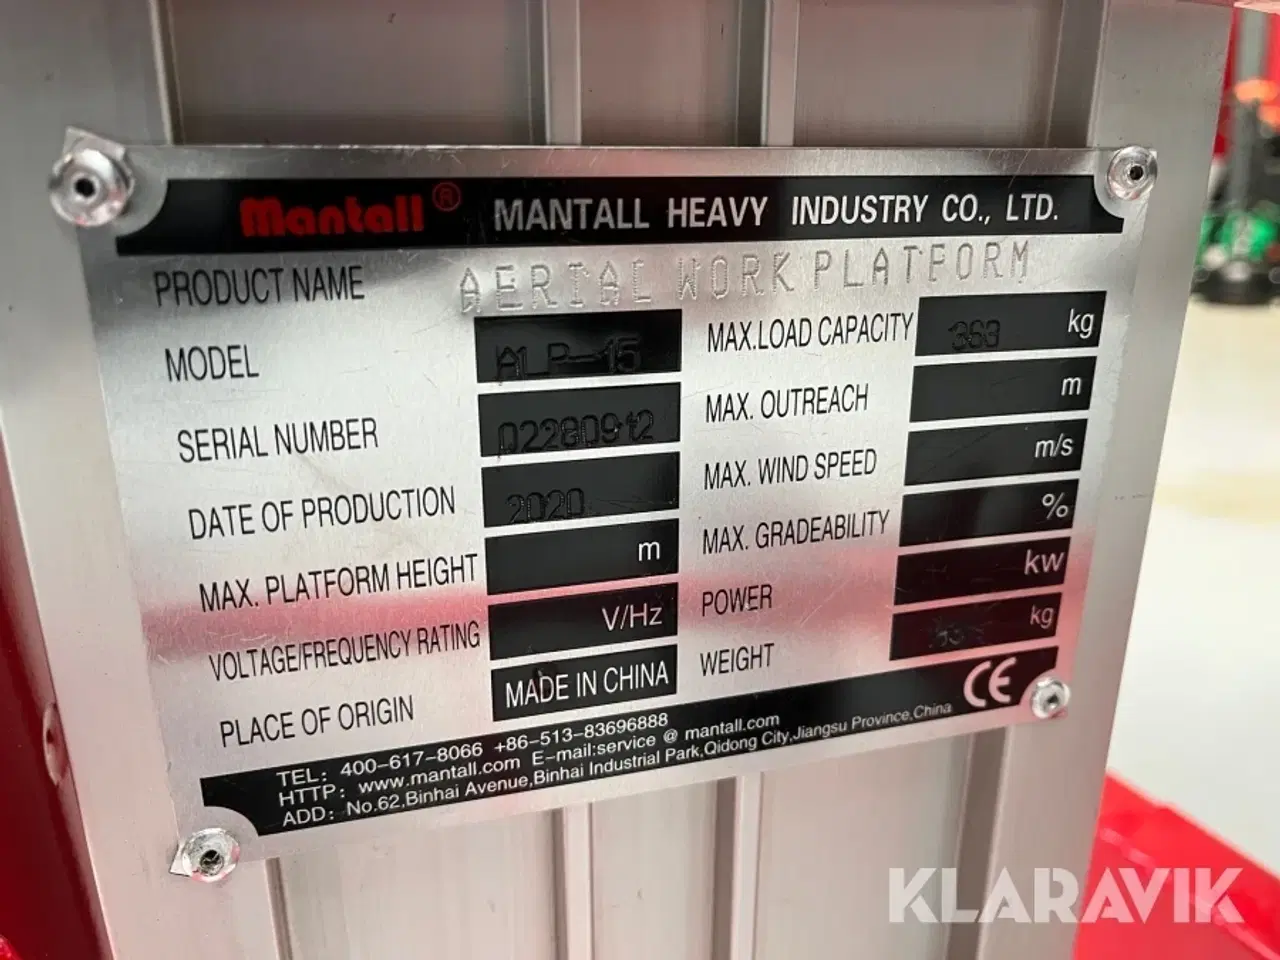 Mantall® MANTALL HEAVY INDUSTRY CO., LTD.
PRODUCT NAME AERIAL WORK PLATFORM
MODEL ALP-15
SERIAL NUMBER 02280912
DATE OF PRODUCTION 2020
MAX. PLATFORM HEIGHT m
VOLTAGE/FREQUENCY RATING V/Hz
PLACE OF ORIGIN MADE IN CHINA
MAX.LOAD CAPACITY 363 kg
MAX. OUTREACH m
MAX. WIND SPEED m/s
MAX. GRADEABILITY %
POWER kw
WEIGHT kg
TEL: 400-617-8066 +86-513-83696888
HTTP: www.mantall.com E-mail:service @ mantall.com
ADD: No.62,Binhai Avenue,Binhai Industrial Park,Qidong City,Jiangsu Province,China
CE
KLARAVIK